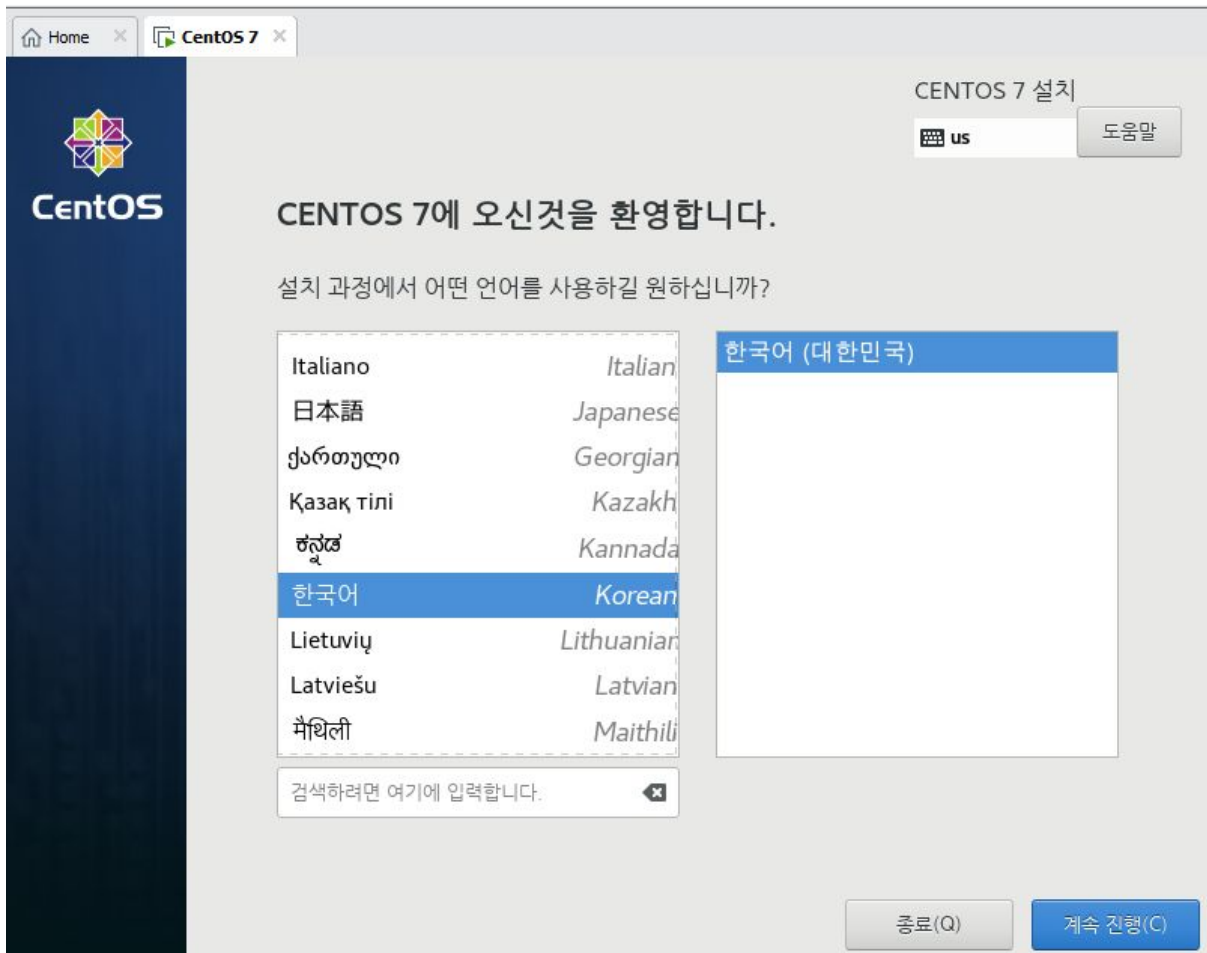 Home
CentOS 7
CentOS
CENTOS 7 설치
us
도움말
CENTOS 7에 오신것을 환영합니다.
설치 과정에서 어떤 언어를 사용하길 원하십니까?
Italiano Italian
日本語 Japanese
ქართული Georgian
Қазақ тілі Kazakh
ಕನ್ನಡ Kannada
한국어 Korean
Lietuvių Lithuanian
Latviešu Latvian
मैथिली Maithili
한국어 (대한민국)
검색하려면 여기에 입력합니다.
종료(Q)
계속 진행(C)